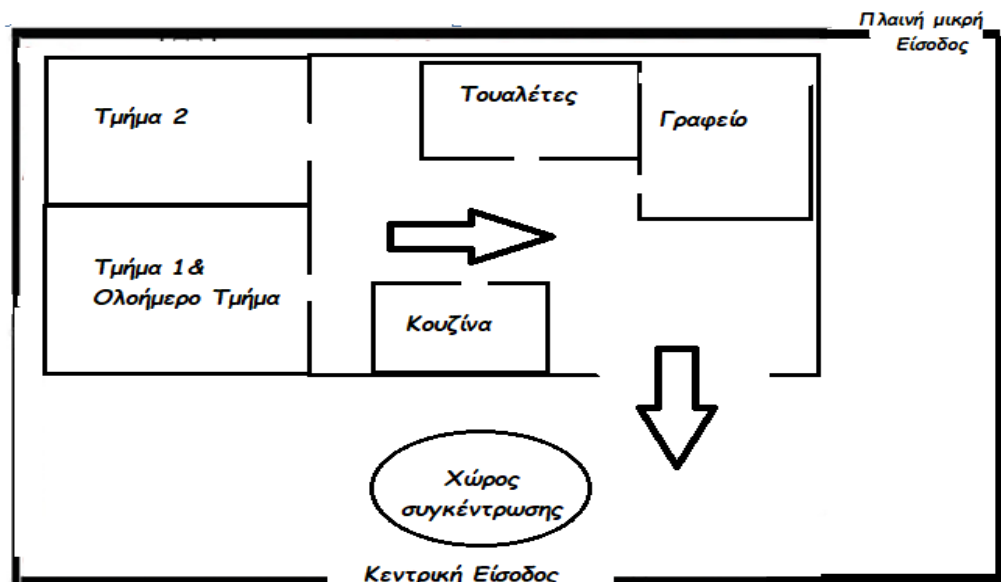 Πλαινή μικρή
Είσοδος
Τμήμα 2
Τουαλέτες
Γραφείο
Τμήμα 1&
Ολοήμερο Τμήμα
Κουζίνα
Χώρος
συγκέντρωσης
Κεντρική Είσοδος